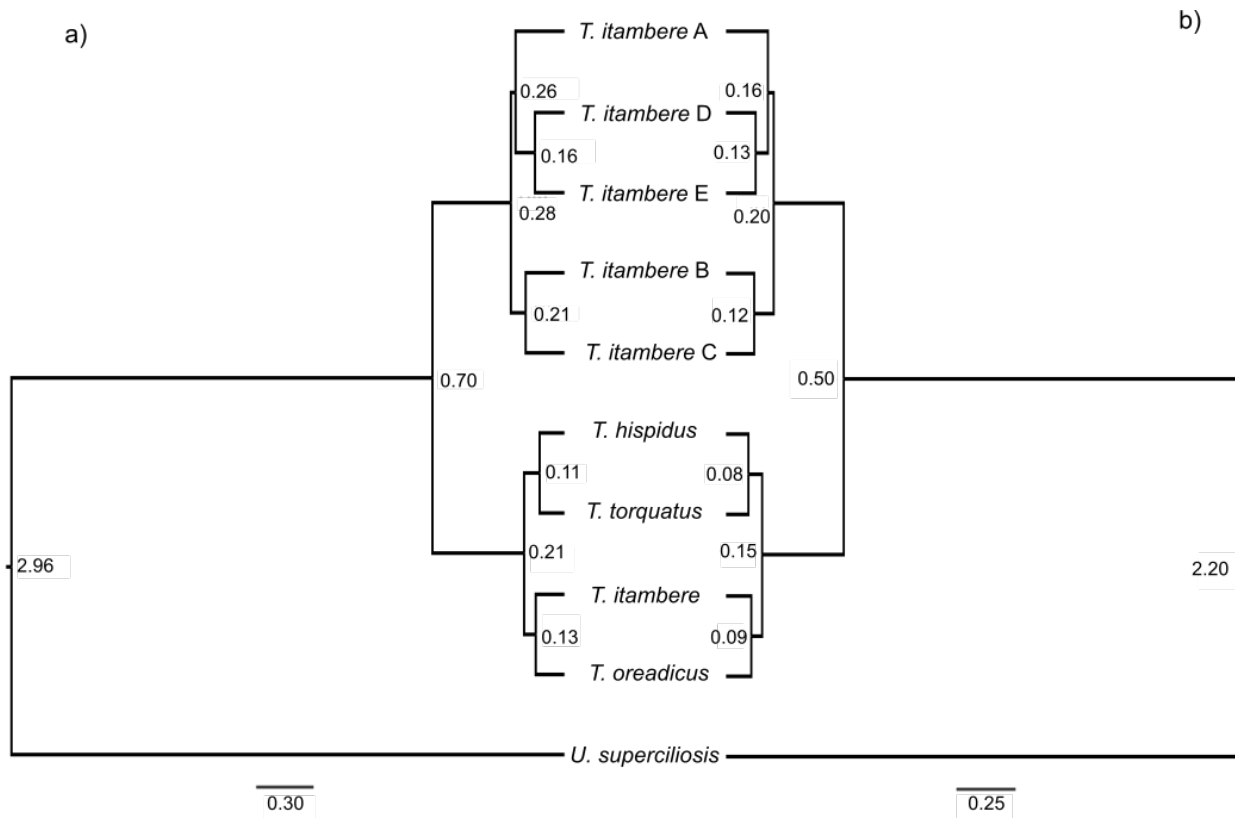 a)
b)
T. itambere A
0.26
0.16
T. itambere D
0.16
0.13
T. itambere E
0.28
0.20
T. itambere B
0.21
0.12
T. itambere C
0.70
0.50
T. hispidus
0.11
0.08
T. torquatus
0.21
0.15
2.96
2.20
T. itambere
0.13
0.09
T. oreadicus
U. superciliosis
0.30
0.25